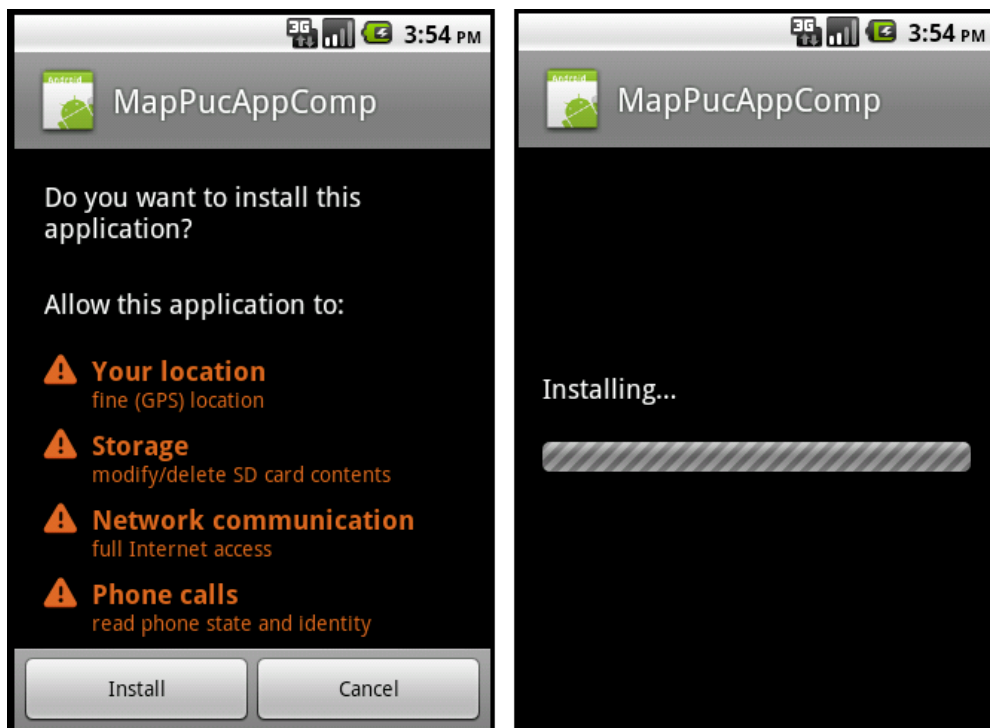 3G 3:54 PM
Android
MapPucAppComp
Do you want to install this
application?
Allow this application to:
Your location
fine (GPS) location
Storage
modify/delete SD card contents
Network communication
full Internet access
Phone calls
read phone state and identity
Install Cancel
3G 3:54 PM
Android
MapPucAppComp
Installing...